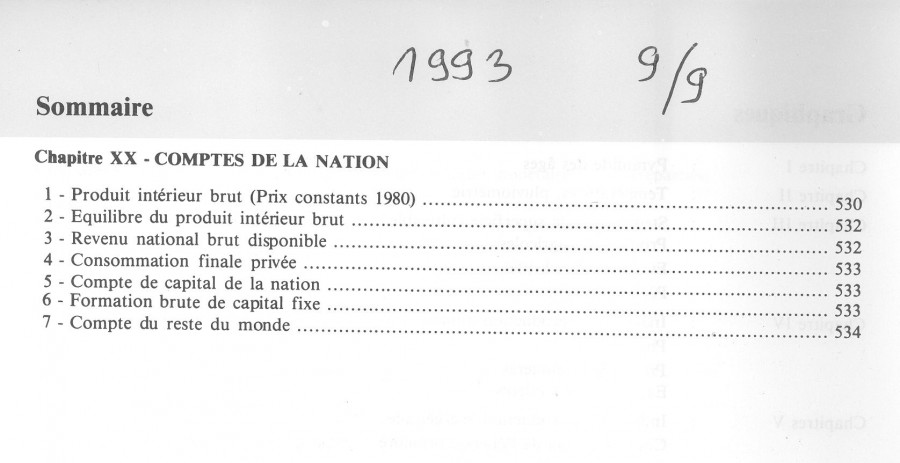 1993 9/9
Sommaire
Chapitre XX - COMPTES DE LA NATION
1 - Produit intérieur brut (Prix constants 1980) ........ 530
2 - Equilibre du produit intérieur brut ........ 532
3 - Revenu national brut disponible ........ 532
4 - Consommation finale privée ........ 533
5 - Compte de capital de la nation ........ 533
6 - Formation brute de capital fixe ........ 533
7 - Compte du reste du monde ........ 534